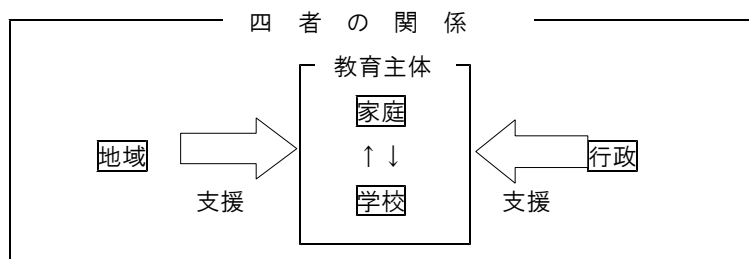 四者の関係
教育主体
家庭
地域
↑↓
行政
支援
学校
支援